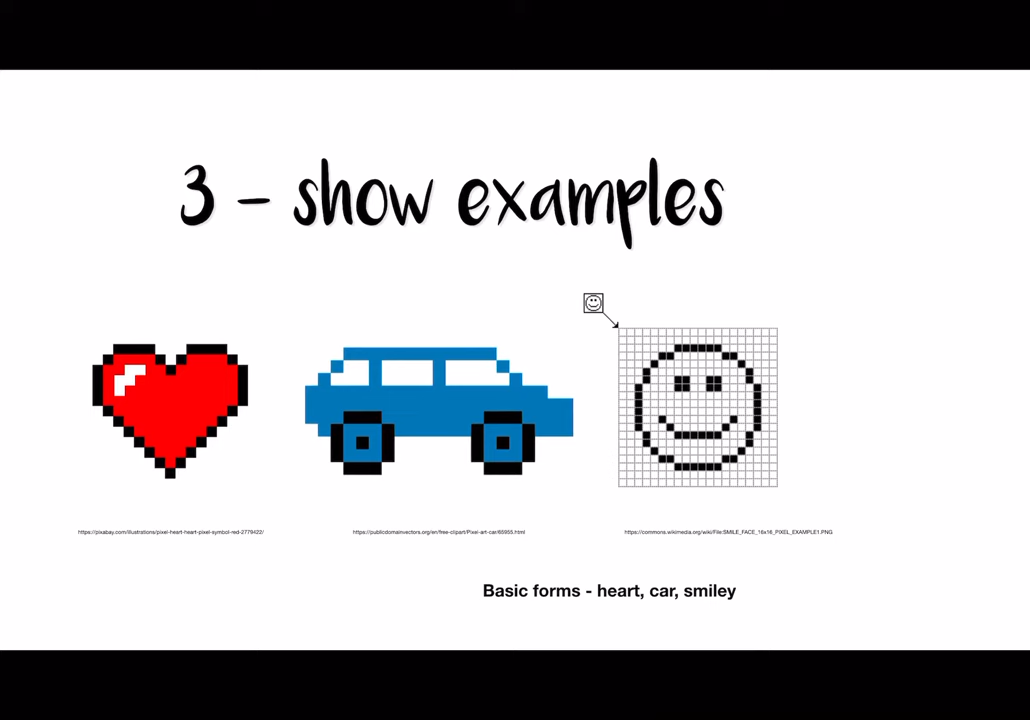 3 - show examples
https://pixabay.com/illustrations/pixel-heart-heart-pixel-symbol-red-2779422/
https://publicdomainvectors.org/en/free-clipart/Pixel-art-car/65955.html
https://commons.wikimedia.org/wiki/File:SMILE_FACE_16x16_PIXEL_EXAMPLE1.PNG
Basic forms - heart, car, smiley